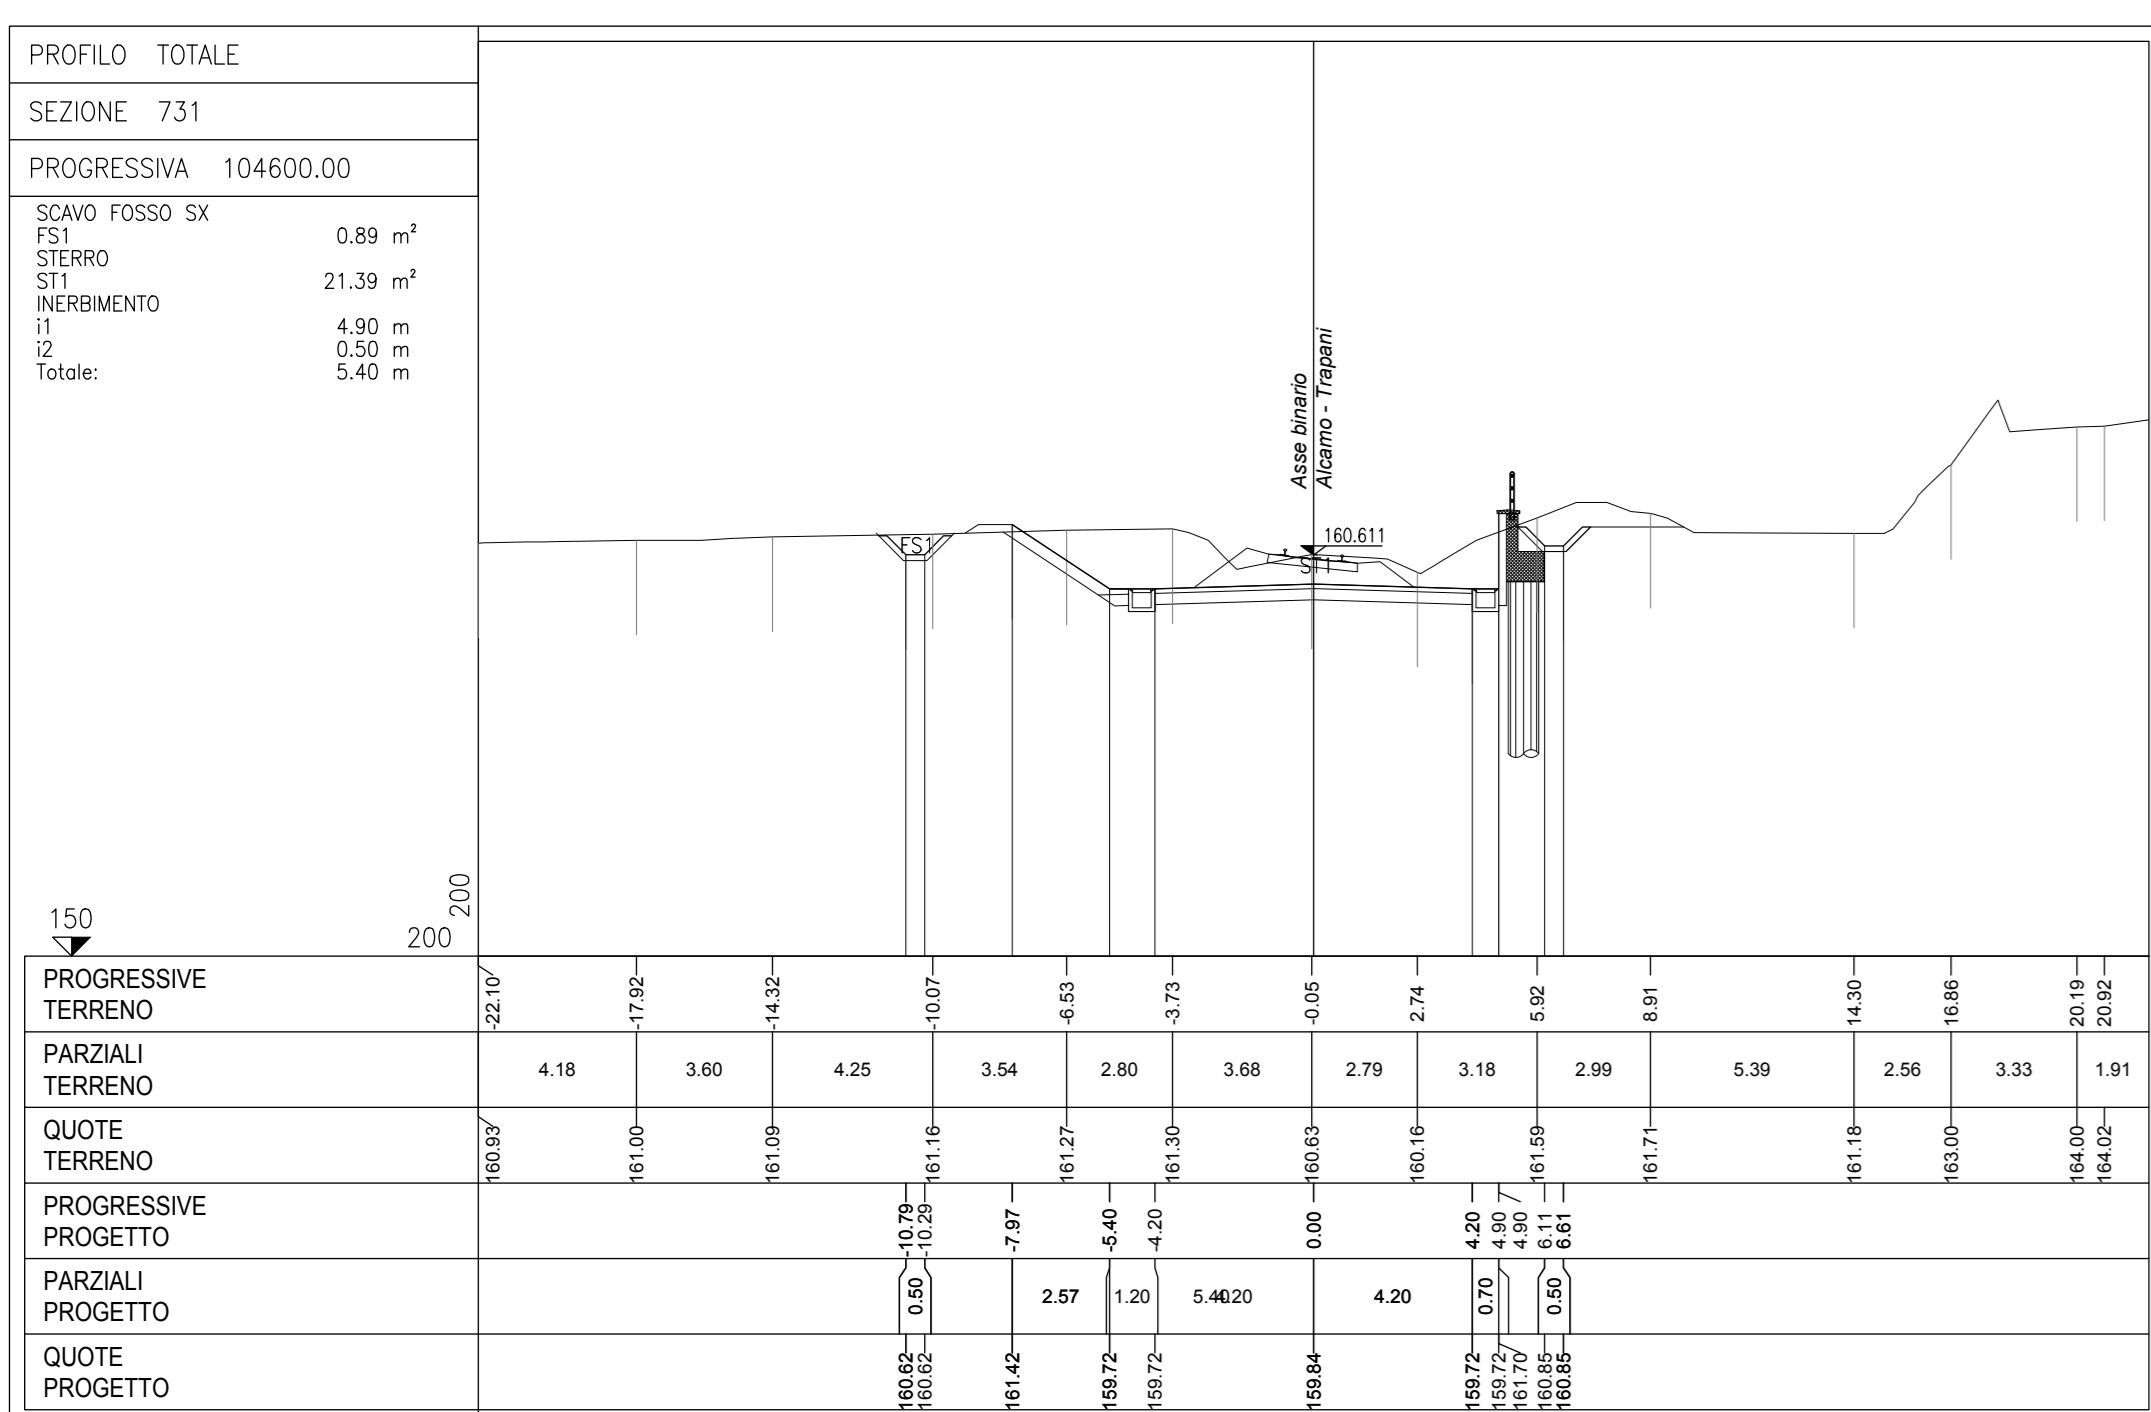 PROFILO TOTALE
SEZIONE 731
PROGRESSIVA 104600.00
SCAVO FOSSO SX
FS1 0.89 m²
STERRO
ST1 21.39 m²
INERBIMENTO
i1 4.90 m
i2 0.50 m
Totale: 5.40 m
Asse binario
Alcamo - Trapani
160.611
FS1
ST1
150
200
200
PROGRESSIVE
TERRENO
-22.10 -17.92 -14.32 -10.07 -6.53 -3.73 -0.05 2.74 5.92 8.91 14.30 16.86 20.19 20.92
PARZIALI
TERRENO
4.18 3.60 4.25 3.54 2.80 3.68 2.79 3.18 2.99 5.39 2.56 3.33 1.91
QUOTE
TERRENO
160.93 161.00 161.09 161.16 161.27 161.30 160.63 160.16 161.59 161.71 161.18 163.00 164.00 164.02
PROGRESSIVE
PROGETTO
-10.79 -10.29 -7.97 -5.40 -4.20 0.00 4.20 4.90 4.90 6.11 6.61
PARZIALI
PROGETTO
0.50 2.57 1.20 5.40 4.20 4.20 0.70 0.50
QUOTE
PROGETTO
160.62 160.62 161.42 159.72 159.72 159.84 159.72 159.72 161.70 160.85 160.85